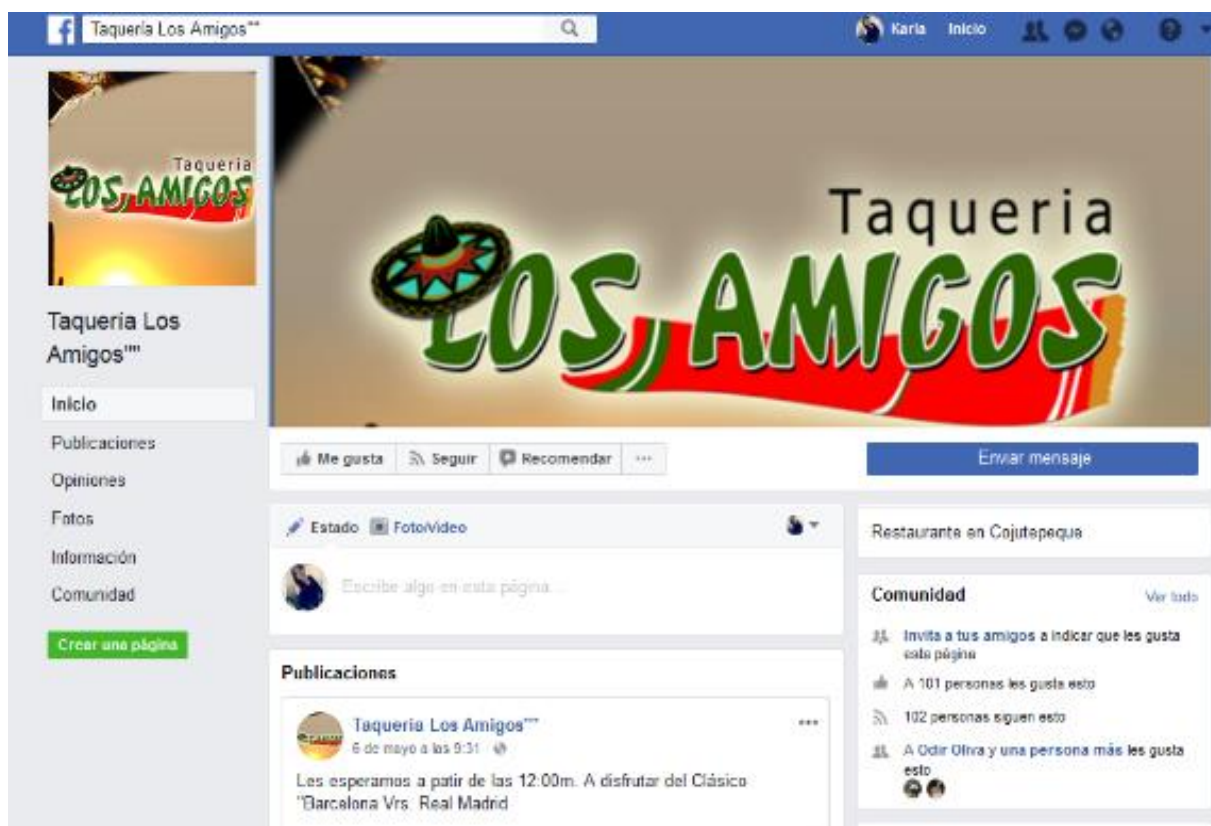 Taqueria Los Amigos""
Karla Inicio
Taqueria
LOS AMIGOS
Taqueria
LOS AMIGOS
Taqueria Los
Amigos""
Inicio
Publicaciones
Opiniones
Fotos
Información
Comunidad
Crear una página
Me gusta Seguir Recomendar ...
Enviar mensaje
Estado Foto/video
Escribe algo en esta página...
Publicaciones
Taqueria Los Amigos""
6 de mayo a las 9:31
Les esperamos a patir de las 12:00m. A disfrutar del Clásico
"Barcelona Vrs. Real Madrid
Restaurante en Cojutepeque
Comunidad Ver todo
Invita a tus amigos a indicar que les gusta
esta página
A 101 personas les gusta esto
102 personas siguen esto
A Odir Oliva y una persona más les gusta
esto